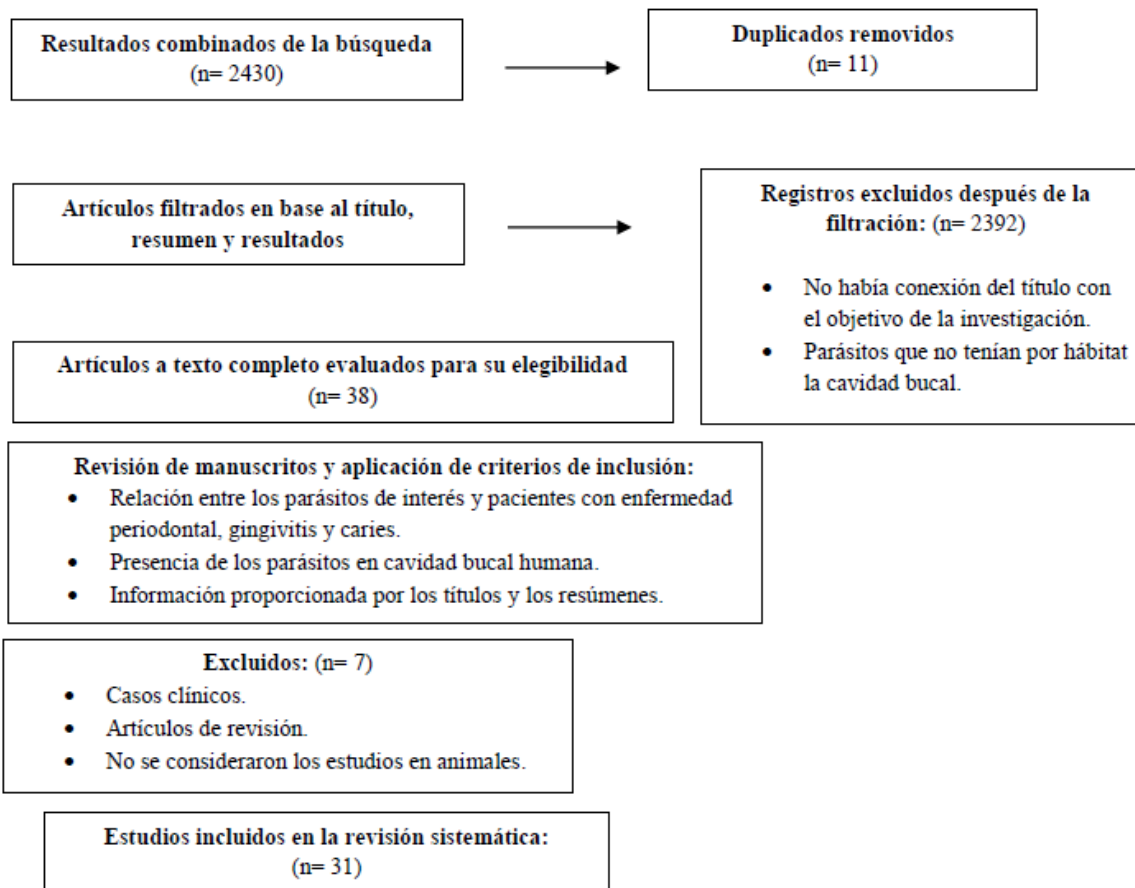 Resultados combinados de la búsqueda
(n= 2430)
Duplicados removidos
(n= 11)
Artículos filtrados en base al título,
resumen y resultados
Registros excluidos después de la
filtración: (n= 2392)
• No había conexión del título con
el objetivo de la investigación.
• Parásitos que no tenían por hábitat
la cavidad bucal.
Artículos a texto completo evaluados para su elegibilidad
(n= 38)
Revisión de manuscritos y aplicación de criterios de inclusión:
• Relación entre los parásitos de interés y pacientes con enfermedad
periodontal, gingivitis y caries.
• Presencia de los parásitos en cavidad bucal humana.
• Información proporcionada por los títulos y los resúmenes.
Excluidos: (n= 7)
• Casos clínicos.
• Artículos de revisión.
• No se consideraron los estudios en animales.
Estudios incluidos en la revisión sistemática:
(n= 31)